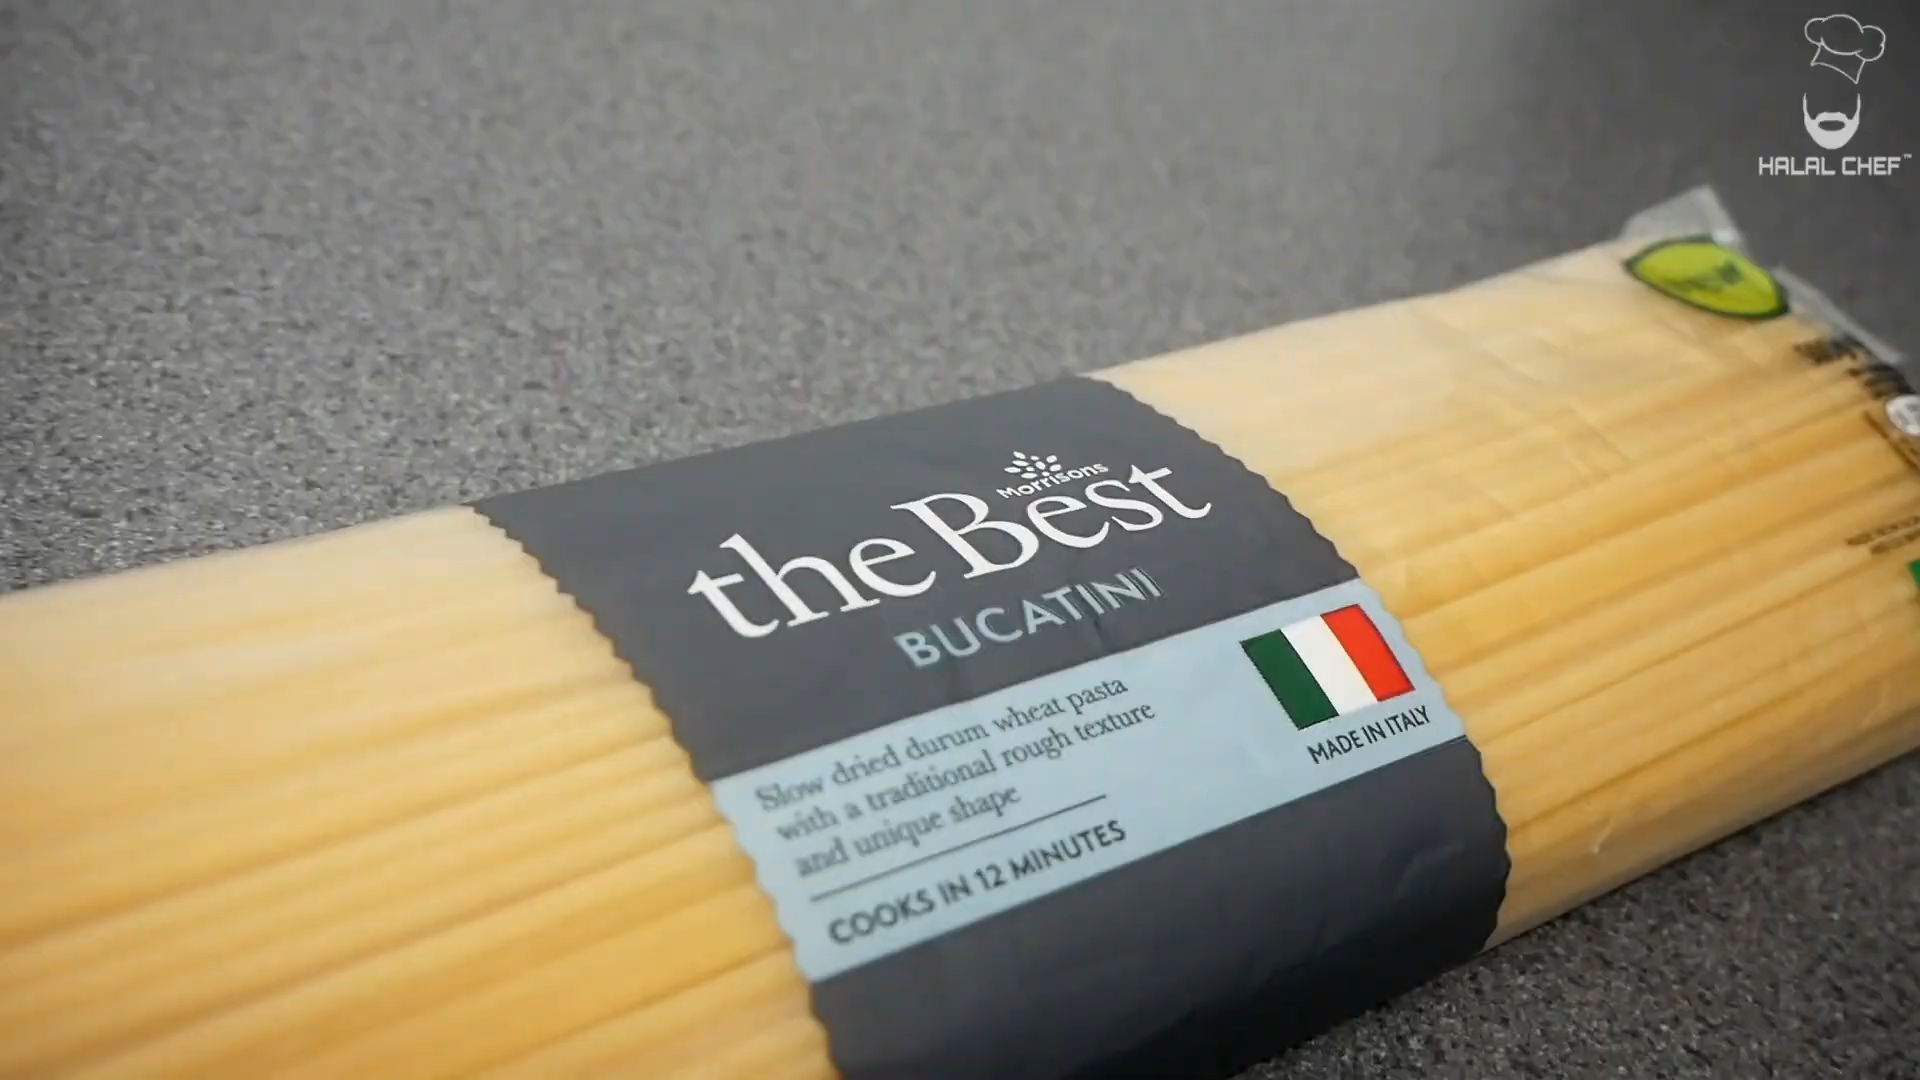 HALAL CHEF™
Morrisons
the Best
BUCATINI
Slow dried durum wheat pasta
with a traditional rough texture
and unique shape
COOKS IN 12 MINUTES
MADE IN ITALY